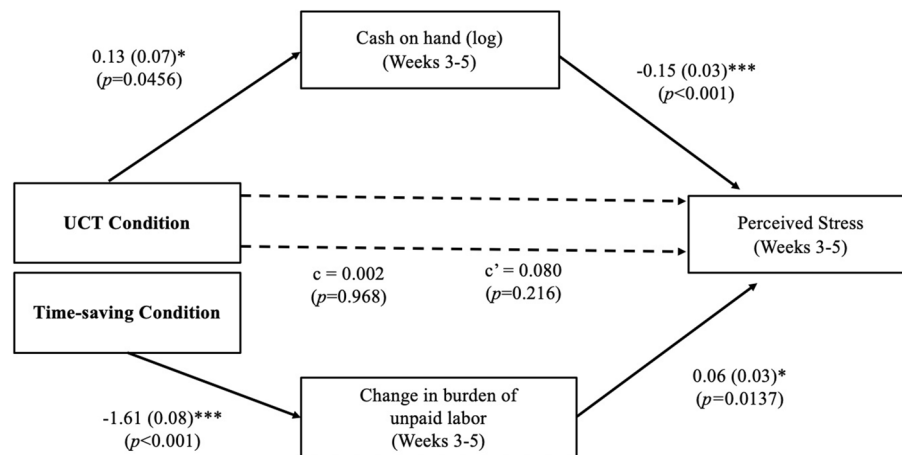 Cash on hand (log)
(Weeks 3-5)
0.13 (0.07)*
(p=0.0456)
-0.15 (0.03)***
(p<0.001)
UCT Condition
Perceived Stress
(Weeks 3-5)
c = 0.002
(p=0.968)
c’ = 0.080
(p=0.216)
Time-saving Condition
-1.61 (0.08)***
(p<0.001)
Change in burden of
unpaid labor
(Weeks 3-5)
0.06 (0.03)*
(p=0.0137)